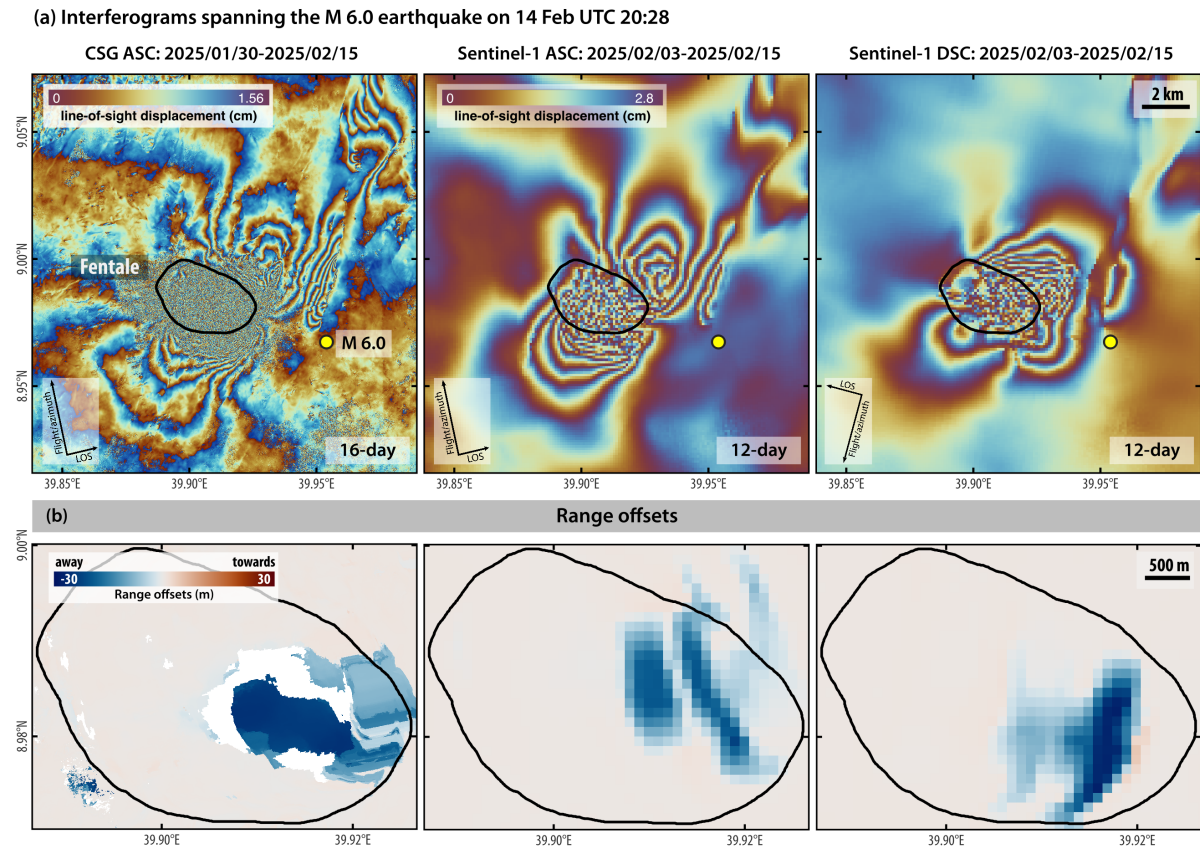 (a) Interferograms spanning the M 6.0 earthquake on 14 Feb UTC 20:28
CSG ASC: 2025/01/30-2025/02/15
Sentinel-1 ASC: 2025/02/03-2025/02/15
Sentinel-1 DSC: 2025/02/03-2025/02/15
0 1.56
line-of-sight displacement (cm)
0 2.8
line-of-sight displacement (cm)
2 km
9.05°N
9.00°N
8.95°N
Fentale
M 6.0
Flight/azimuth
LOS
16-day
Flight/azimuth
LOS
12-day
LOS
Flight/azimuth
12-day
39.85°E 39.90°E 39.95°E
39.85°E 39.90°E 39.95°E
39.85°E 39.90°E 39.95°E
(b) Range offsets
9.00°N
8.98°N
away towards
-30 30
Range offsets (m)
500 m
39.90°E 39.92°E
39.90°E 39.92°E
39.90°E 39.92°E